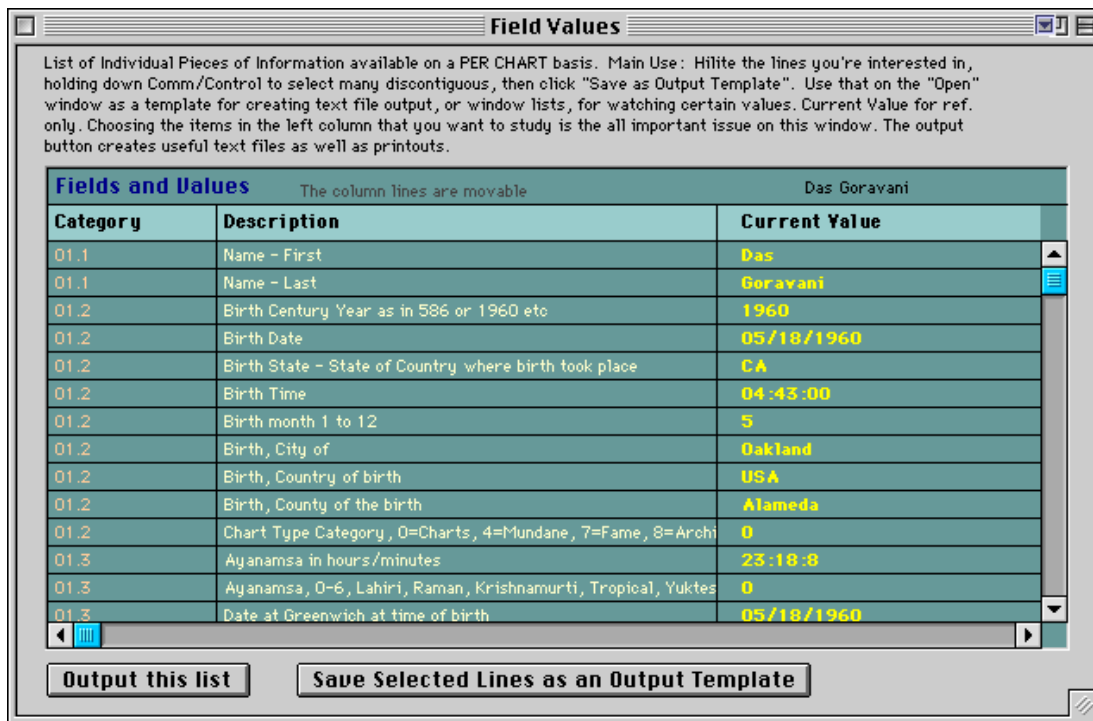 Field Values
List of Individual Pieces of Information available on a PER CHART basis. Main Use: Hilite the lines you're interested in,
holding down Comm/Control to select many discontiguous, then click "Save as Output Template". Use that on the "Open"
window as a template for creating text file output, or window lists, for watching certain values. Current Value for ref.
only. Choosing the items in the left column that you want to study is the all important issue on this window. The output
button creates useful text files as well as printouts.
Fields and Values The column lines are movable Das Goravani
Category Description Current Value
01.1 Name - First Das
01.1 Name - Last Goravani
01.2 Birth Century Year as in 586 or 1960 etc 1960
01.2 Birth Date 05/18/1960
01.2 Birth State - State of Country where birth took place CA
01.2 Birth Time 04:43:00
01.2 Birth month 1 to 12 5
01.2 Birth, City of Oakland
01.2 Birth, Country of birth USA
01.2 Birth, County of the birth Alameda
01.2 Chart Type Category, 0=Charts, 4=Mundane, 7=Fame, 8=Archi 0
01.3 Ayanamsa in hours/minutes 23:18:8
01.3 Ayanamsa, 0-6, Lahiri, Raman, Krishnamurti, Tropical, Yuktes 0
01.3 Date at Greenwich at time of birth 05/18/1960
Output this list Save Selected Lines as an Output Template